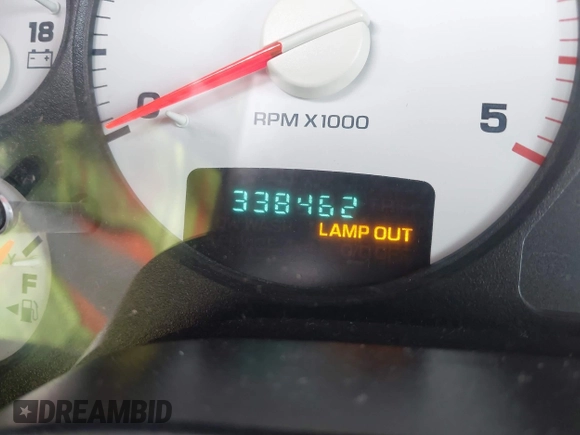 18
0
RPM X1000
5
338462
LAMP OUT
F
DREAMBID